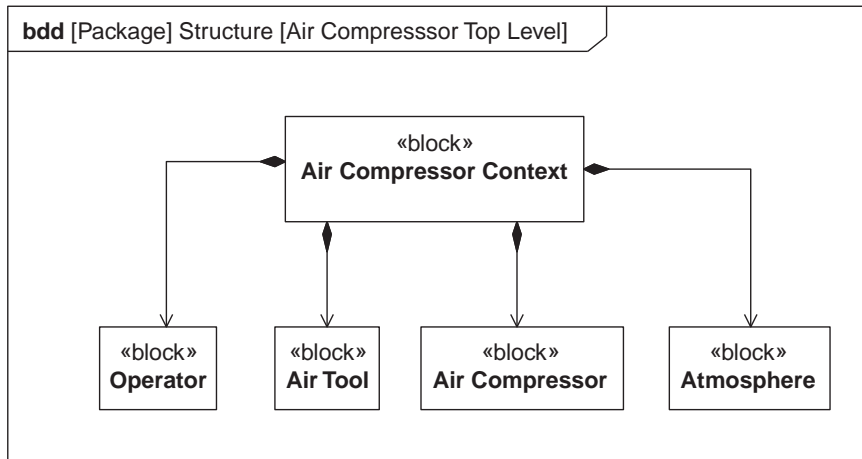 bdd [Package] Structure [Air Compresssor Top Level]
«block»
Air Compressor Context
«block»
Operator
«block»
Air Tool
«block»
Air Compressor
«block»
Atmosphere